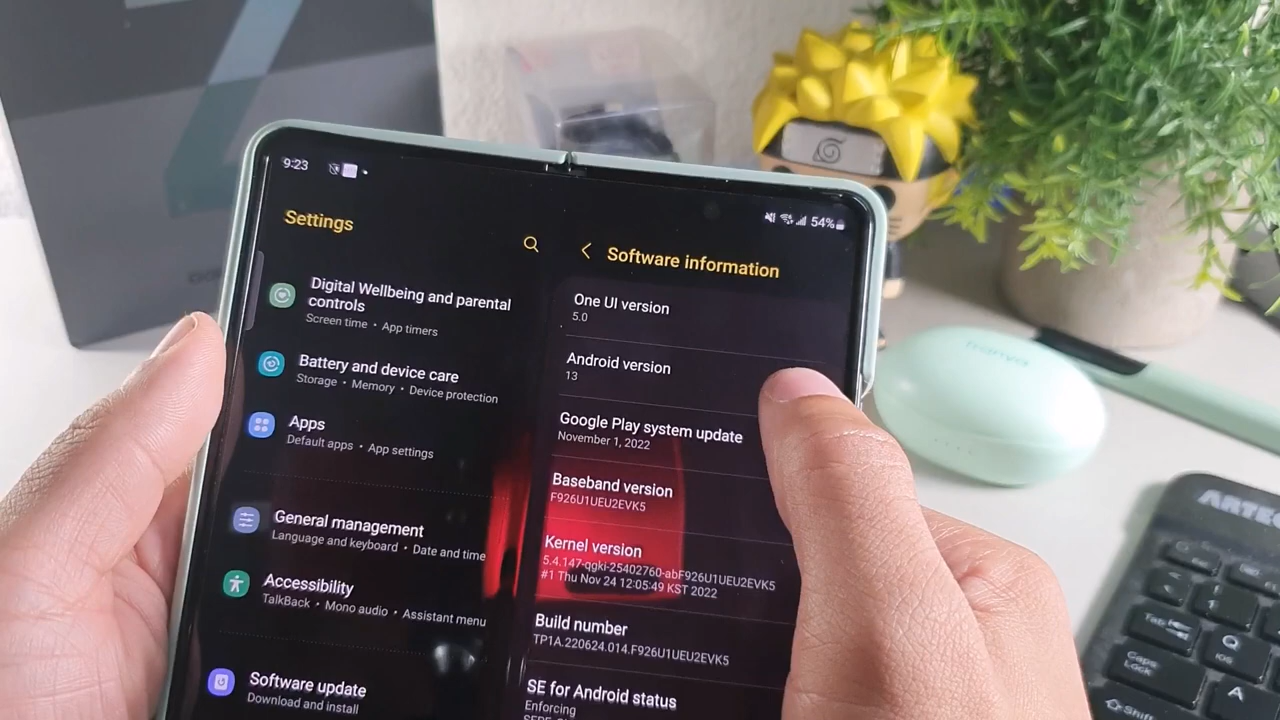 9:23
54%
Settings
Software information
Digital Wellbeing and parental
controls
Screen time • App timers
Battery and device care
Storage • Memory • Device protection
Apps
Default apps • App settings
General management
Language and keyboard • Date and time
Accessibility
TalkBack • Mono audio • Assistant menu
Software update
Download and install
One UI version
5.0
Android version
13
Google Play system update
November 1, 2022
Baseband version
F926U1UEU2EVK5
Kernel version
5.4.147-qgki-25402760-abF926U1UEU2EVK5
#1 Thu Nov 24 12:05:49 KST 2022
Build number
TP1A.220624.014.F926U1UEU2EVK5
SE for Android status
Enforcing
Tab
Q
Caps
Lock
A
Shift